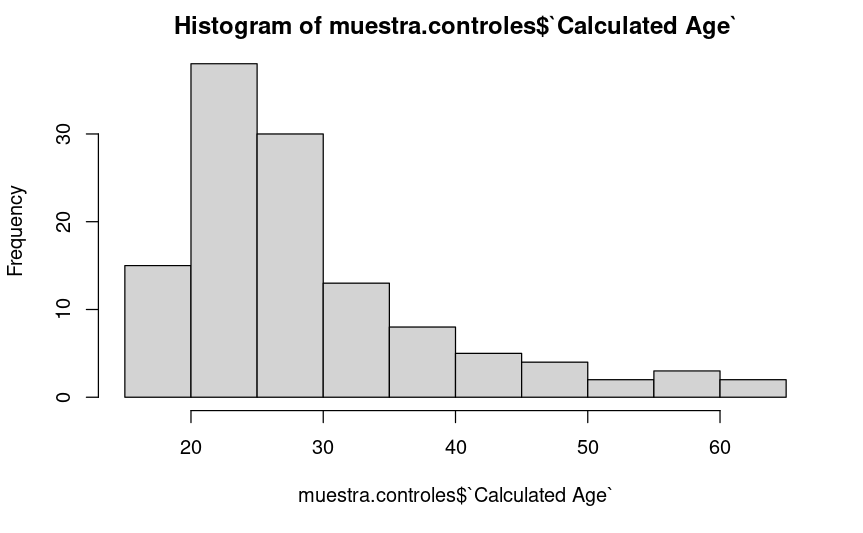 Histogram of muestra.controles$`Calculated Age`
Frequency
30
20
10
0
20 30 40 50 60
muestra.controles$`Calculated Age`